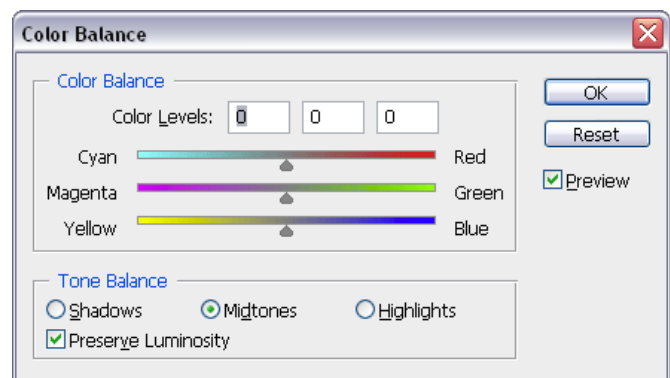 Color Balance
Color Balance
Color Levels: 0 0 0
Cyan Red
Magenta Green
Yellow Blue
Tone Balance
Shadows Midtones Highlights
Preserve Luminosity
OK
Reset
Preview